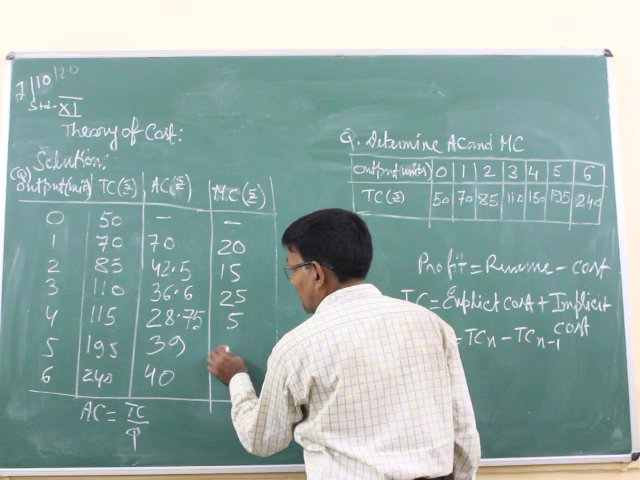 7/10/20
Std-XI
Theory of Cost:
Solution:
(Q) Output(units) TC(₹) AC(₹) MC(₹)
0 50 – –
1 70 70 20
2 85 42.5 15
3 110 36.6 25
4 115 28.75 5
5 195 39
6 240 40
AC = TC/q
Q. Determine AC and MC
Output(units) 0 1 2 3 4 5 6
TC(₹) 50 70 85 110 150 195 240
Profit = Revenue - cost
TC = Explicit cost + Implicit cost
= TCn - TCn-1